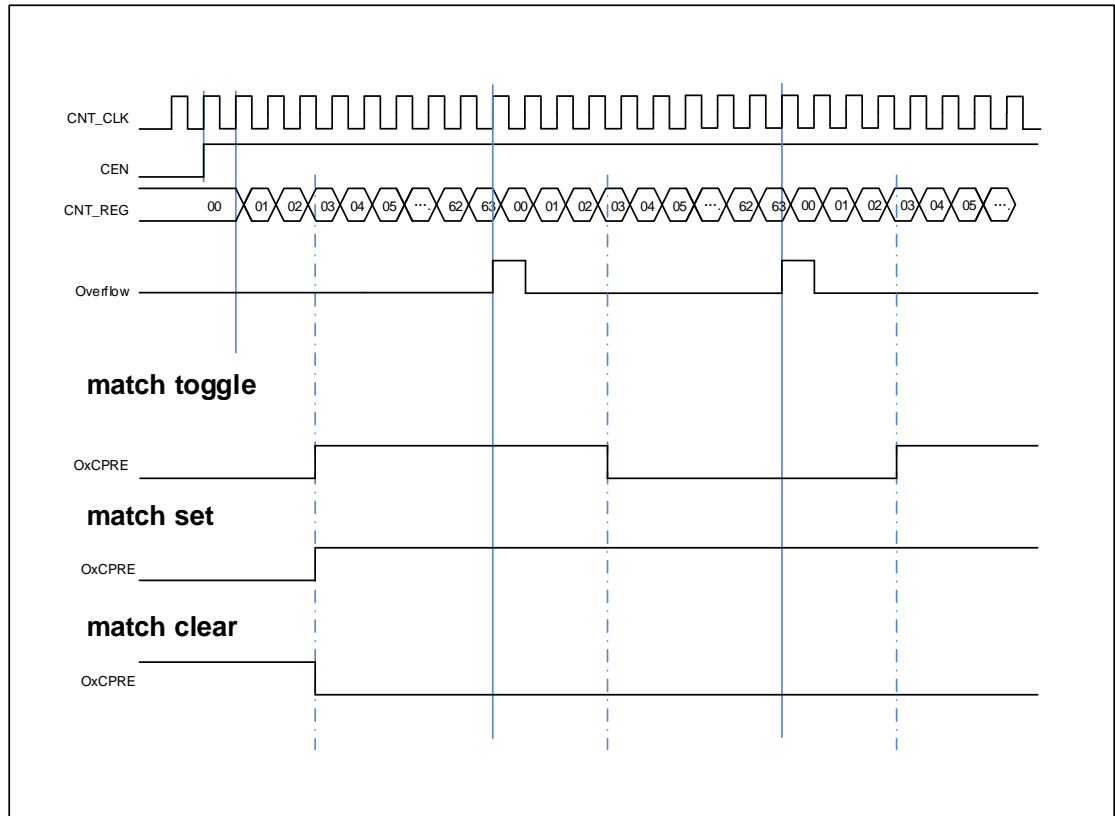 CNT_CLK
CEN
CNT_REG 00 01 02 03 04 05 ···. 62 63 00 01 02 03 04 05 ···. 62 63 00 01 02 03 04 05 ···.
Overflow
match toggle
OxCPRE
match set
OxCPRE
match clear
OxCPRE